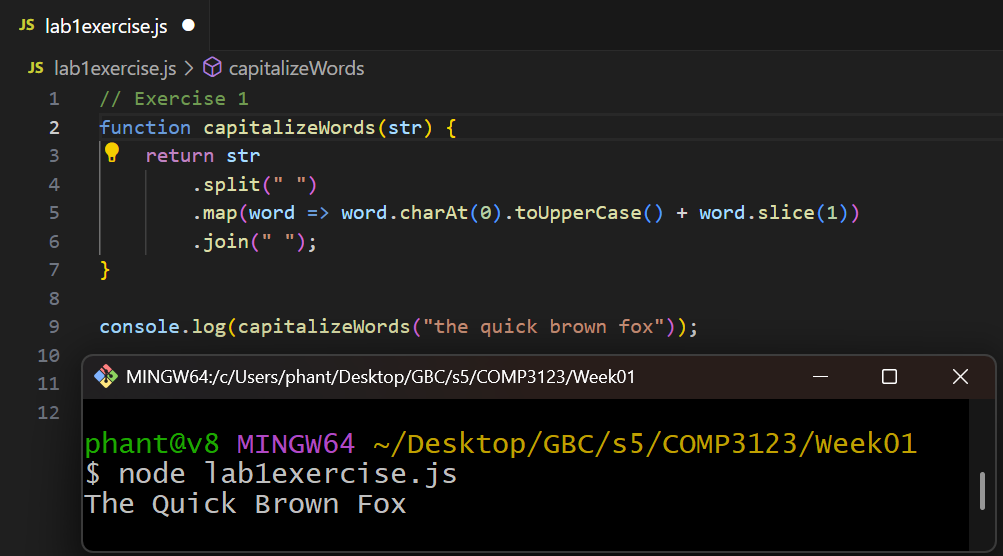 JS lab1exercise.js
JS lab1exercise.js > capitalizeWords
1 // Exercise 1
2 function capitalizeWords(str) {
3 return str
4 .split(" ")
5 .map(word => word.charAt(0).toUpperCase() + word.slice(1))
6 .join(" ");
7 }
8
9 console.log(capitalizeWords("the quick brown fox"));
10
11
12
MINGW64:/c/Users/phant/Desktop/GBC/s5/COMP3123/Week01
phant@v8 MINGW64 ~/Desktop/GBC/s5/COMP3123/Week01
$ node lab1exercise.js
The Quick Brown Fox